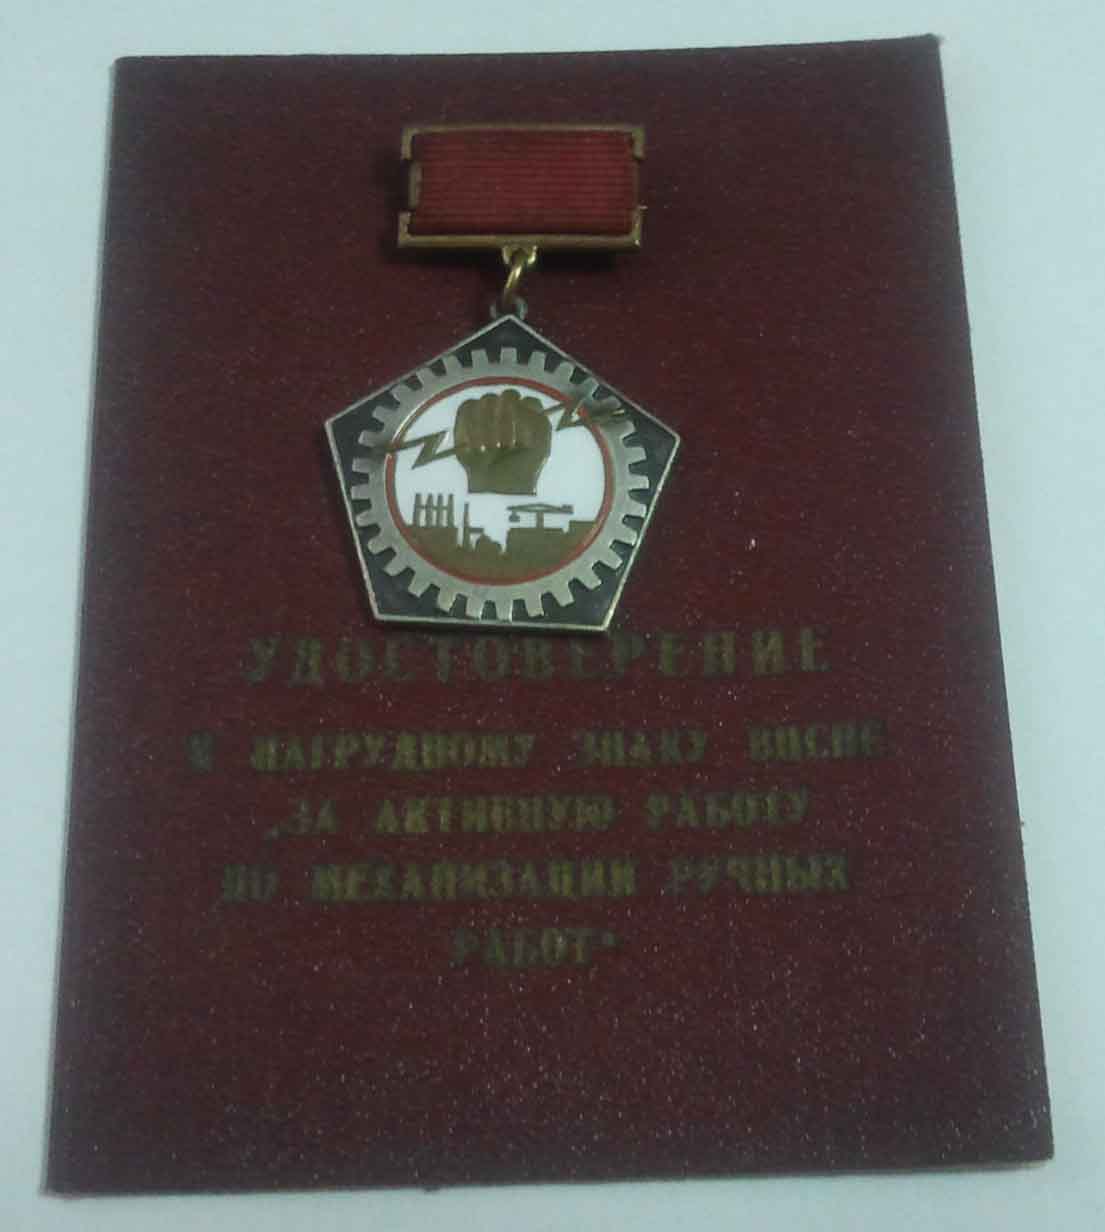 УДОСТОВЕРЕНИЕ
К НАГРУДНОМУ ЗНАКУ ВЦСПС
„ЗА АКТИВНУЮ РАБОТУ
ПО МЕХАНИЗАЦИИ РУЧНЫХ
РАБОТ“